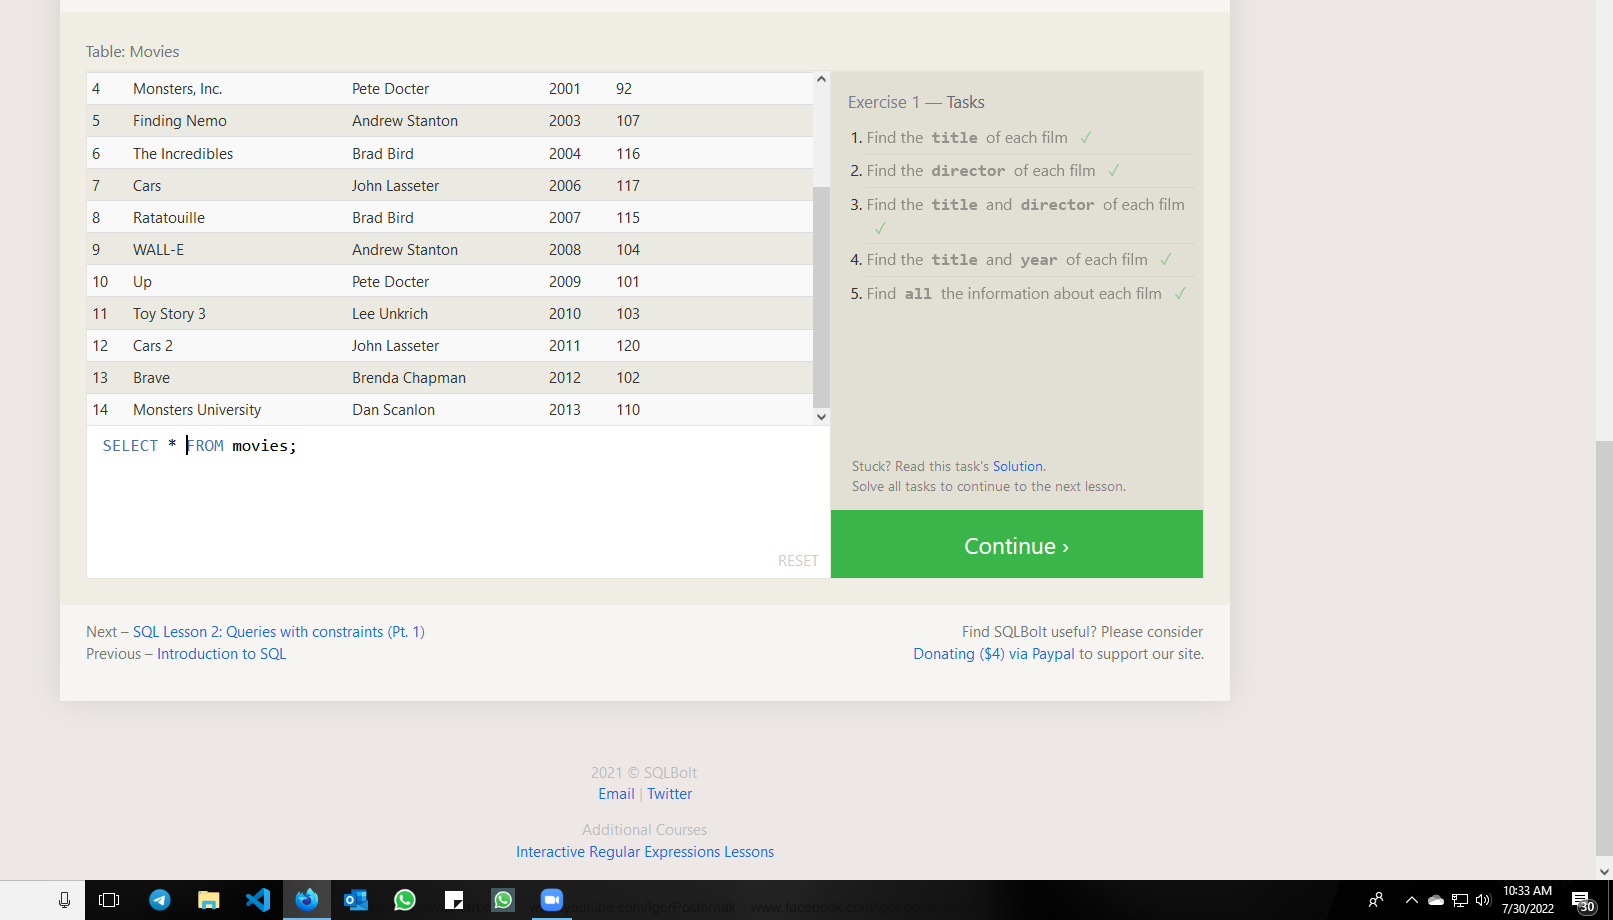 Table: Movies
4 Monsters, Inc. Pete Docter 2001 92
5 Finding Nemo Andrew Stanton 2003 107
6 The Incredibles Brad Bird 2004 116
7 Cars John Lasseter 2006 117
8 Ratatouille Brad Bird 2007 115
9 WALL-E Andrew Stanton 2008 104
10 Up Pete Docter 2009 101
11 Toy Story 3 Lee Unkrich 2010 103
12 Cars 2 John Lasseter 2011 120
13 Brave Brenda Chapman 2012 102
14 Monsters University Dan Scanlon 2013 110
SELECT * FROM movies;
RESET
Exercise 1 — Tasks
1. Find the title of each film ✓
2. Find the director of each film ✓
3. Find the title and director of each film
✓
4. Find the title and year of each film ✓
5. Find all the information about each film ✓
Stuck? Read this task's Solution.
Solve all tasks to continue to the next lesson.
Continue ›
Next – SQL Lesson 2: Queries with constraints (Pt. 1)
Previous – Introduction to SQL
Find SQLBolt useful? Please consider
Donating ($4) via Paypal to support our site.
2021 © SQLBolt
Email | Twitter
Additional Courses
Interactive Regular Expressions Lessons
10:33 AM
7/30/2022
30